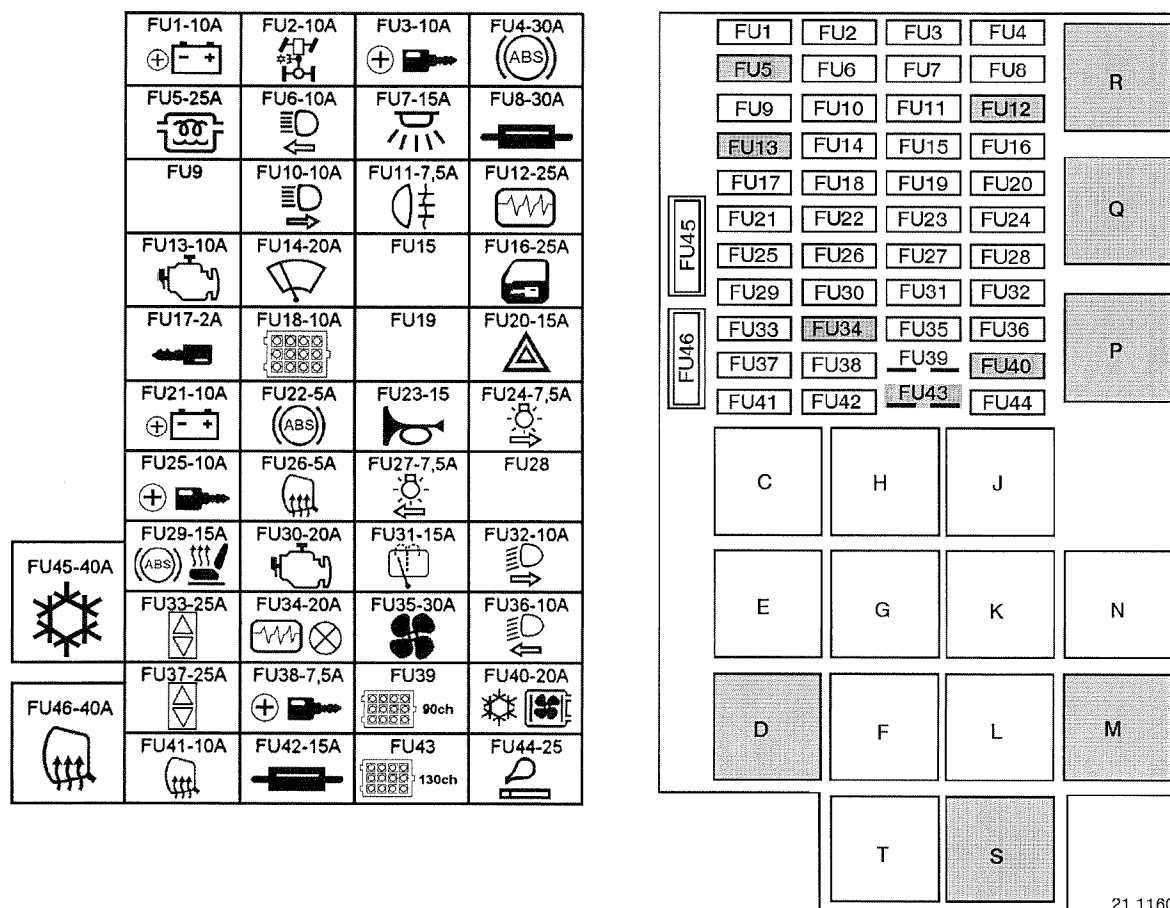 FU1-10A FU2-10A FU3-10A FU4-30A
ABS
FU5-25A FU6-10A FU7-15A FU8-30A
FU9 FU10-10A FU11-7,5A FU12-25A
FU13-10A FU14-20A FU15 FU16-25A
FU17-2A FU18-10A FU19 FU20-15A
FU21-10A FU22-5A FU23-15 FU24-7,5A
ABS
FU25-10A FU26-5A FU27-7,5A FU28
FU29-15A FU30-20A FU31-15A FU32-10A
ABS
FU45-40A
FU33-25A FU34-20A FU35-30A FU36-10A
FU37-25A FU38-7,5A FU39 FU40-20A
90ch
FU46-40A
FU41-10A FU42-15A FU43 FU44-25
130ch
FU1 FU2 FU3 FU4
FU5 FU6 FU7 FU8
R
FU9 FU10 FU11 FU12
FU13 FU14 FU15 FU16
FU17 FU18 FU19 FU20
Q
FU21 FU22 FU23 FU24
FU45
FU25 FU26 FU27 FU28
FU29 FU30 FU31 FU32
FU33 FU34 FU35 FU36
P
FU46
FU37 FU38 FU39 FU40
FU41 FU42 FU43 FU44
C H J
E G K N
D F L M
T S
21 1160